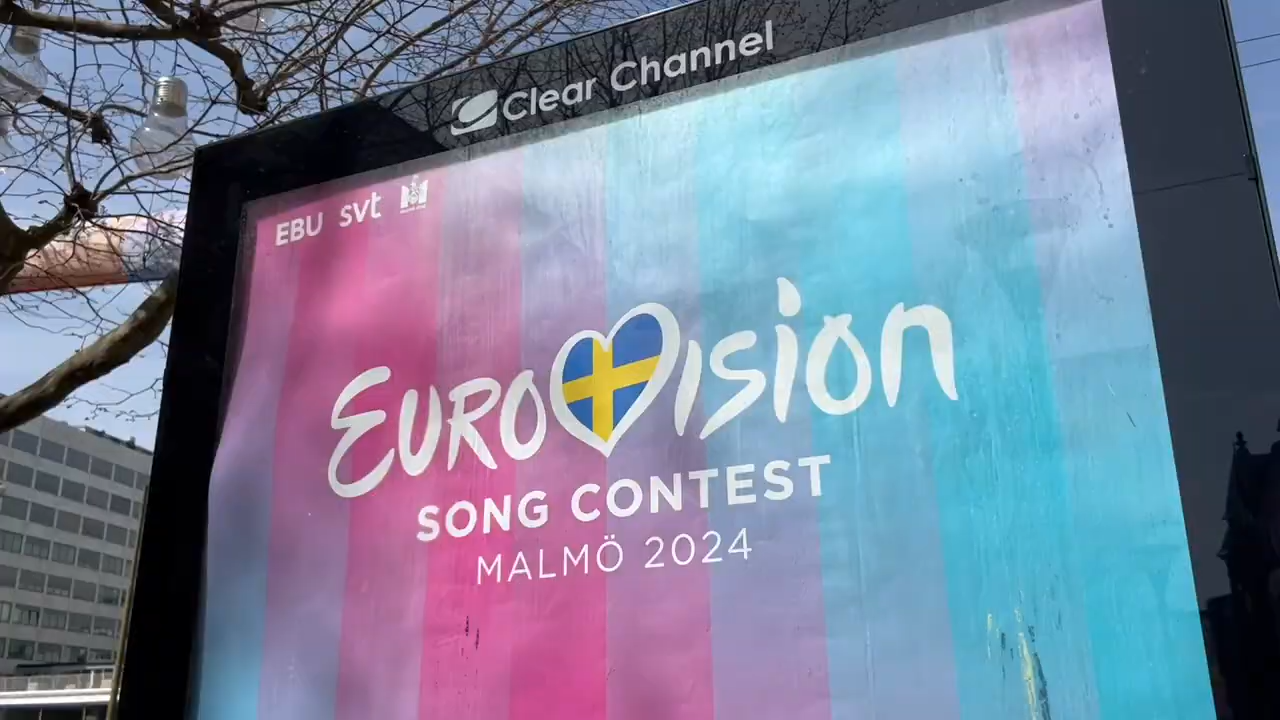 Clear Channel
EBU svt
EUROVISION
SONG CONTEST
MALMÖ 2024